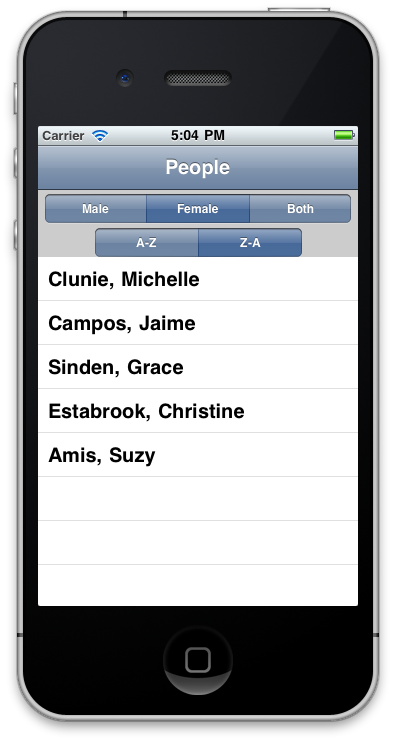 Carrier 5:04 PM
People
Male Female Both
A-Z Z-A
Clunie, Michelle
Campos, Jaime
Sinden, Grace
Estabrook, Christine
Amis, Suzy